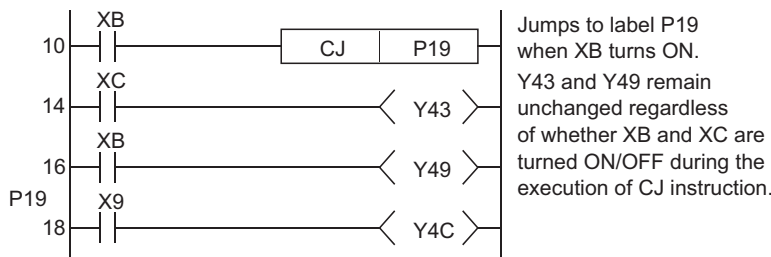 XB
10 CJ P19
XC
14 Y43
XB
16 Y49
P19 X9
18 Y4C
Jumps to label P19
when XB turns ON.
Y43 and Y49 remain
unchanged regardless
of whether XB and XC are
turned ON/OFF during the
execution of CJ instruction.